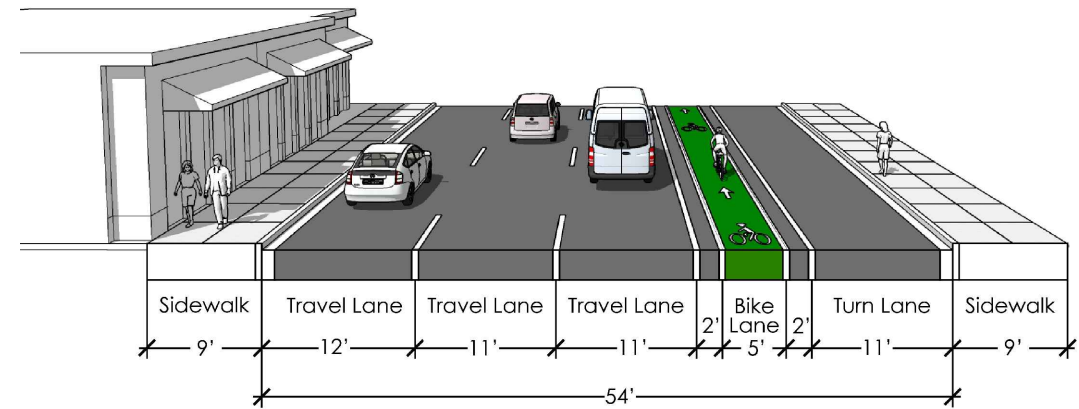 Sidewalk
Travel Lane
Travel Lane
Travel Lane
2'
Bike
Lane
2'
Turn Lane
Sidewalk
9'
12'
11'
11'
5'
11'
9'
54'